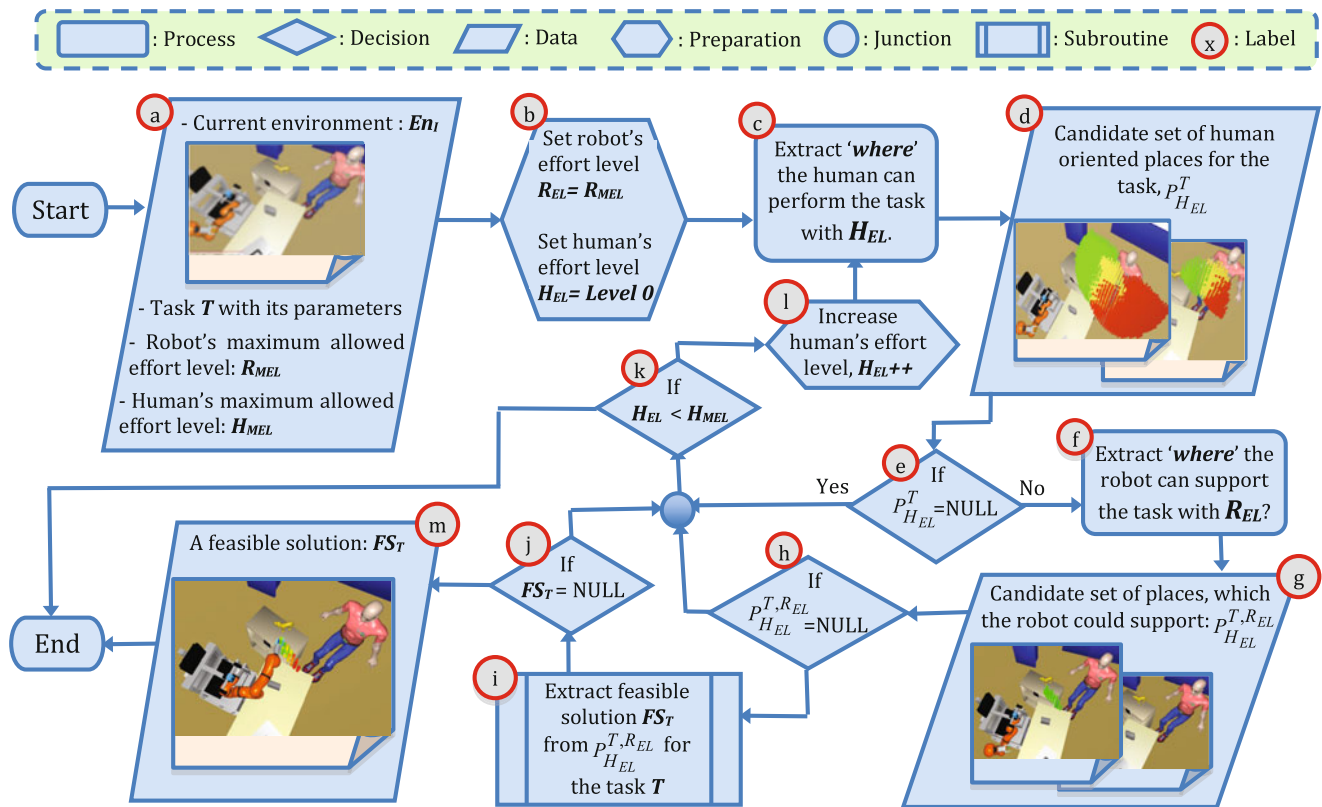 : Process
: Decision
: Data
: Preparation
: Junction
: Subroutine
x
: Label
Start
a
- Current environment : En_I
- Task T with its parameters
- Robot's maximum allowed
effort level: R_MEL
- Human's maximum allowed
effort level: H_MEL
b
Set robot's
effort level
R_EL= R_MEL
Set human's
effort level
H_EL= Level 0
c
Extract 'where'
the human can
perform the task
with H_EL.
d
Candidate set of human
oriented places for the
task, P^T_{H_EL}
l
Increase
human's effort
level, H_EL++
k
If
H_EL < H_MEL
e
If
P^T_{H_EL}=NULL
Yes
No
f
Extract 'where' the
robot can support
the task with R_EL?
g
Candidate set of places, which
the robot could support: P^{T,R_EL}_{H_EL}
h
If
P^{T,R_EL}_{H_EL}=NULL
i
Extract feasible
solution FS_T
from P^{T,R_EL}_{H_EL} for
the task T
j
If
FS_T = NULL
m
A feasible solution: FS_T
End